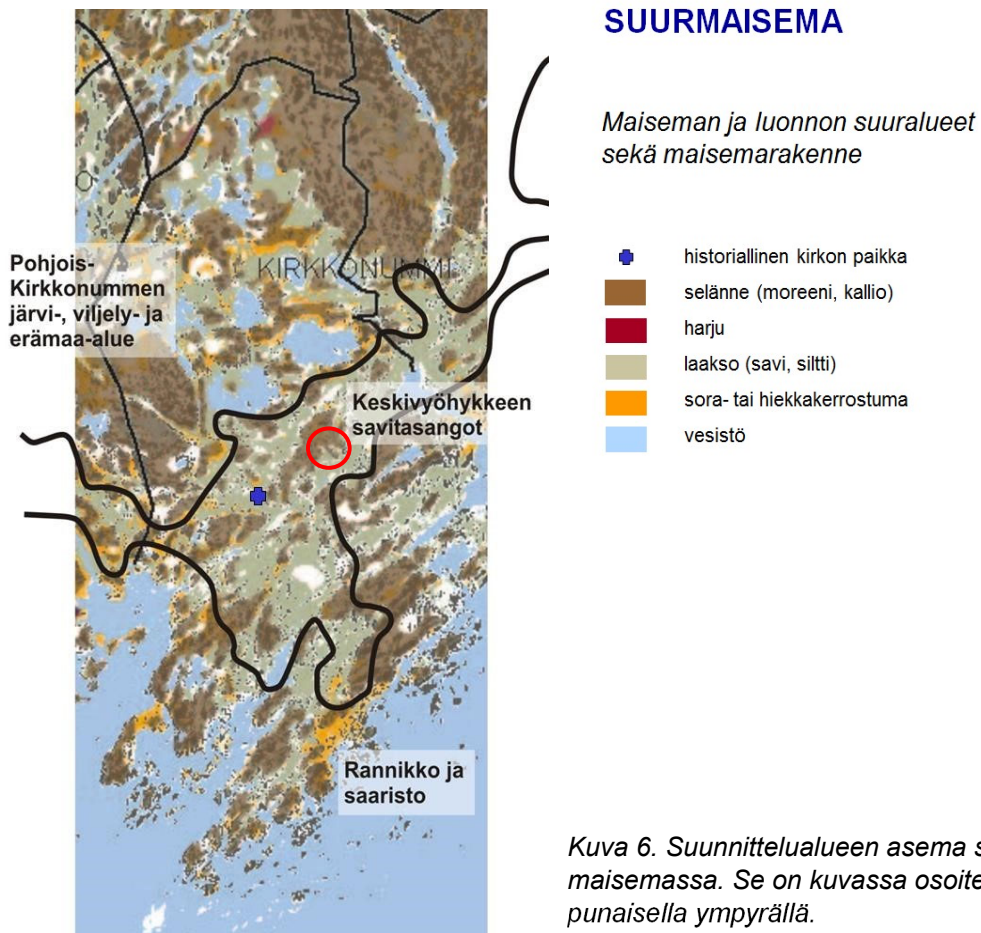 SUURMAISEMA
Maiseman ja luonnon suuralueet
sekä maisemarakenne
historiallinen kirkon paikka
selänne (moreeni, kallio)
harju
laakso (savi, siltti)
sora- tai hiekkakerrostuma
vesistö
KIRKKONUMMI
Pohjois-
Kirkkonummen
järvi-, viljely- ja
erämaa-alue
Keskivyöhykkeen
savitasangot
Rannikko ja
saaristo
Kuva 6. Suunnittelualueen asema s
maisemassa. Se on kuvassa osoite
punaisella ympyrällä.